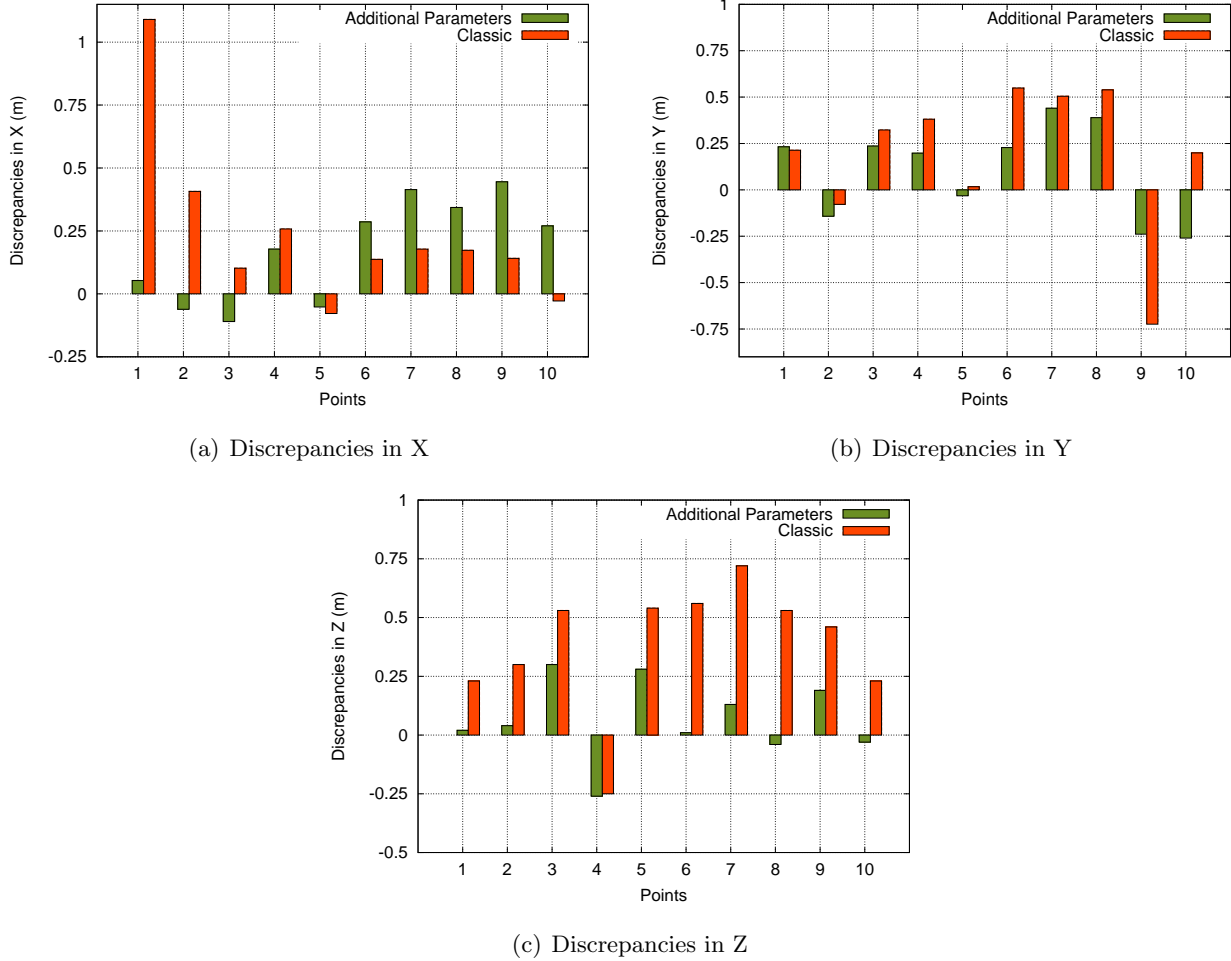 Additional Parameters
Classic
1
0.75
0.5
0.25
0
-0.25
Discrepancies in X (m)
1 2 3 4 5 6 7 8 9 10
Points
(a) Discrepancies in X
Additional Parameters
Classic
1
0.75
0.5
0.25
0
-0.25
-0.5
-0.75
Discrepancies in Y (m)
1 2 3 4 5 6 7 8 9 10
Points
(b) Discrepancies in Y
Additional Parameters
Classic
1
0.75
0.5
0.25
0
-0.25
-0.5
Discrepancies in Z (m)
1 2 3 4 5 6 7 8 9 10
Points
(c) Discrepancies in Z